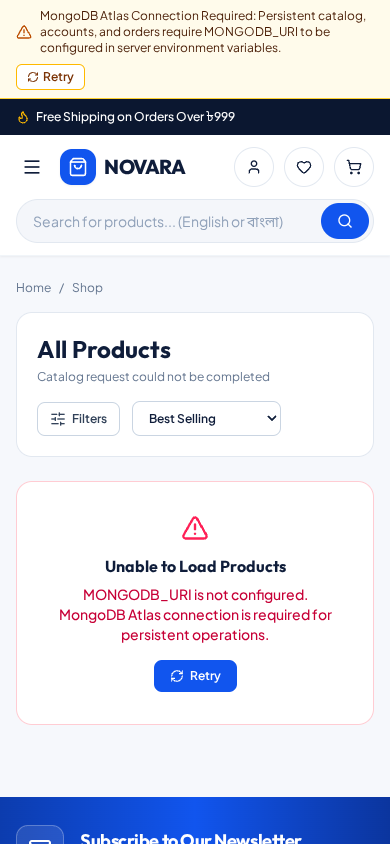 MongoDB Atlas Connection Required: Persistent catalog,
accounts, and orders require MONGODB_URI to be
configured in server environment variables.
Retry
Free Shipping on Orders Over ৳999
NOVARA
Search for products... (English or বাংলা)
Home / Shop
All Products
Catalog request could not be completed
Filters
Best Selling
Unable to Load Products
MONGODB_URI is not configured.
MongoDB Atlas connection is required for
persistent operations.
Retry
Subscribe to Our Newsletter